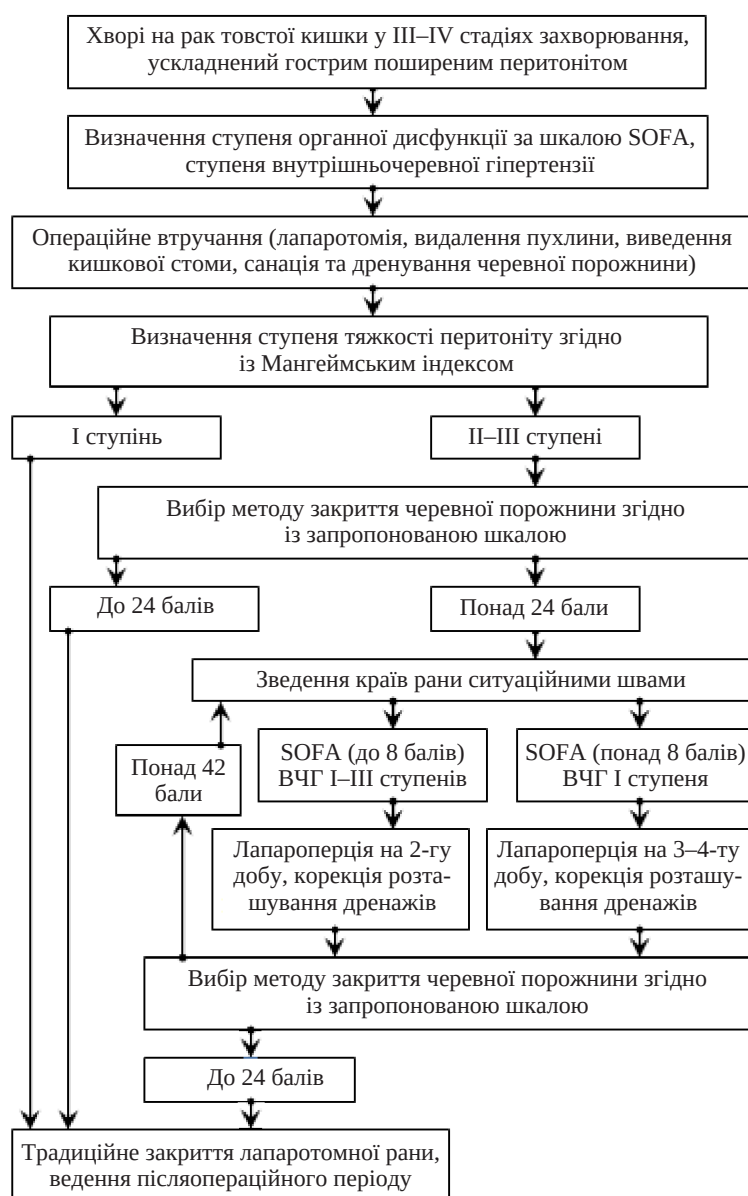 Хворі на рак товстої кишки у III–IV стадіях захворювання,
ускладнений гострим поширеним перитонітом
Визначення ступеня органної дисфункції за шкалою SOFA,
ступеня внутрішньочеревної гіпертензії
Операційне втручання (лапаротомія, видалення пухлини, виведення
кишкової стоми, санація та дренування черевної порожнини)
Визначення ступеня тяжкості перитоніту згідно
із Мангеймським індексом
I ступінь
II–III ступені
Вибір методу закриття черевної порожнини згідно
із запропонованою шкалою
До 24 балів
Понад 24 бали
Зведення країв рани ситуаційними швами
Понад 42
бали
SOFA (до 8 балів)
ВЧГ I–III ступенів
SOFA (понад 8 балів)
ВЧГ I ступеня
Лапароперція на 2-гу
добу, корекція розта-
шування дренажів
Лапароперція на 3–4-ту
добу, корекція розташу-
вання дренажів
Вибір методу закриття черевної порожнини згідно
із запропонованою шкалою
До 24 балів
Традиційне закриття лапаротомної рани,
ведення післяопераційного періоду